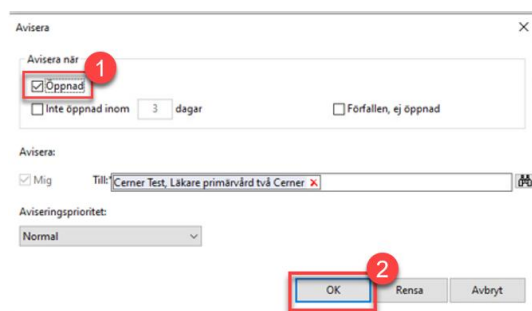 Avisera
Avisera når
1
Öppnad
Inte öppnad inom 3 dagar Förfallen, ej öppnad
Avisera:
Mig Till:* Cerner Test, Läkare primärvård två Cerner
Aviseringsprioritet:
Normal
2
OK Rensa Avbryt